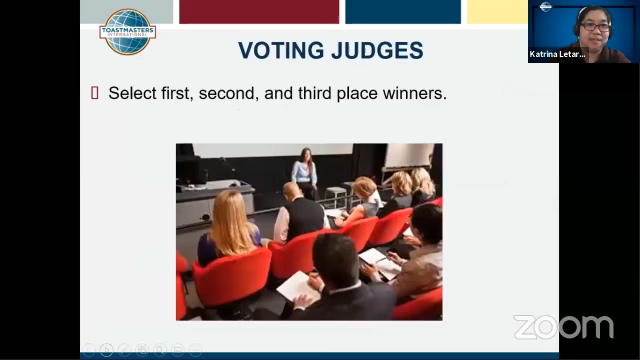 TOASTMASTERS
INTERNATIONAL
VOTING JUDGES
Select first, second, and third place winners.
Katrina Letar...
zoom